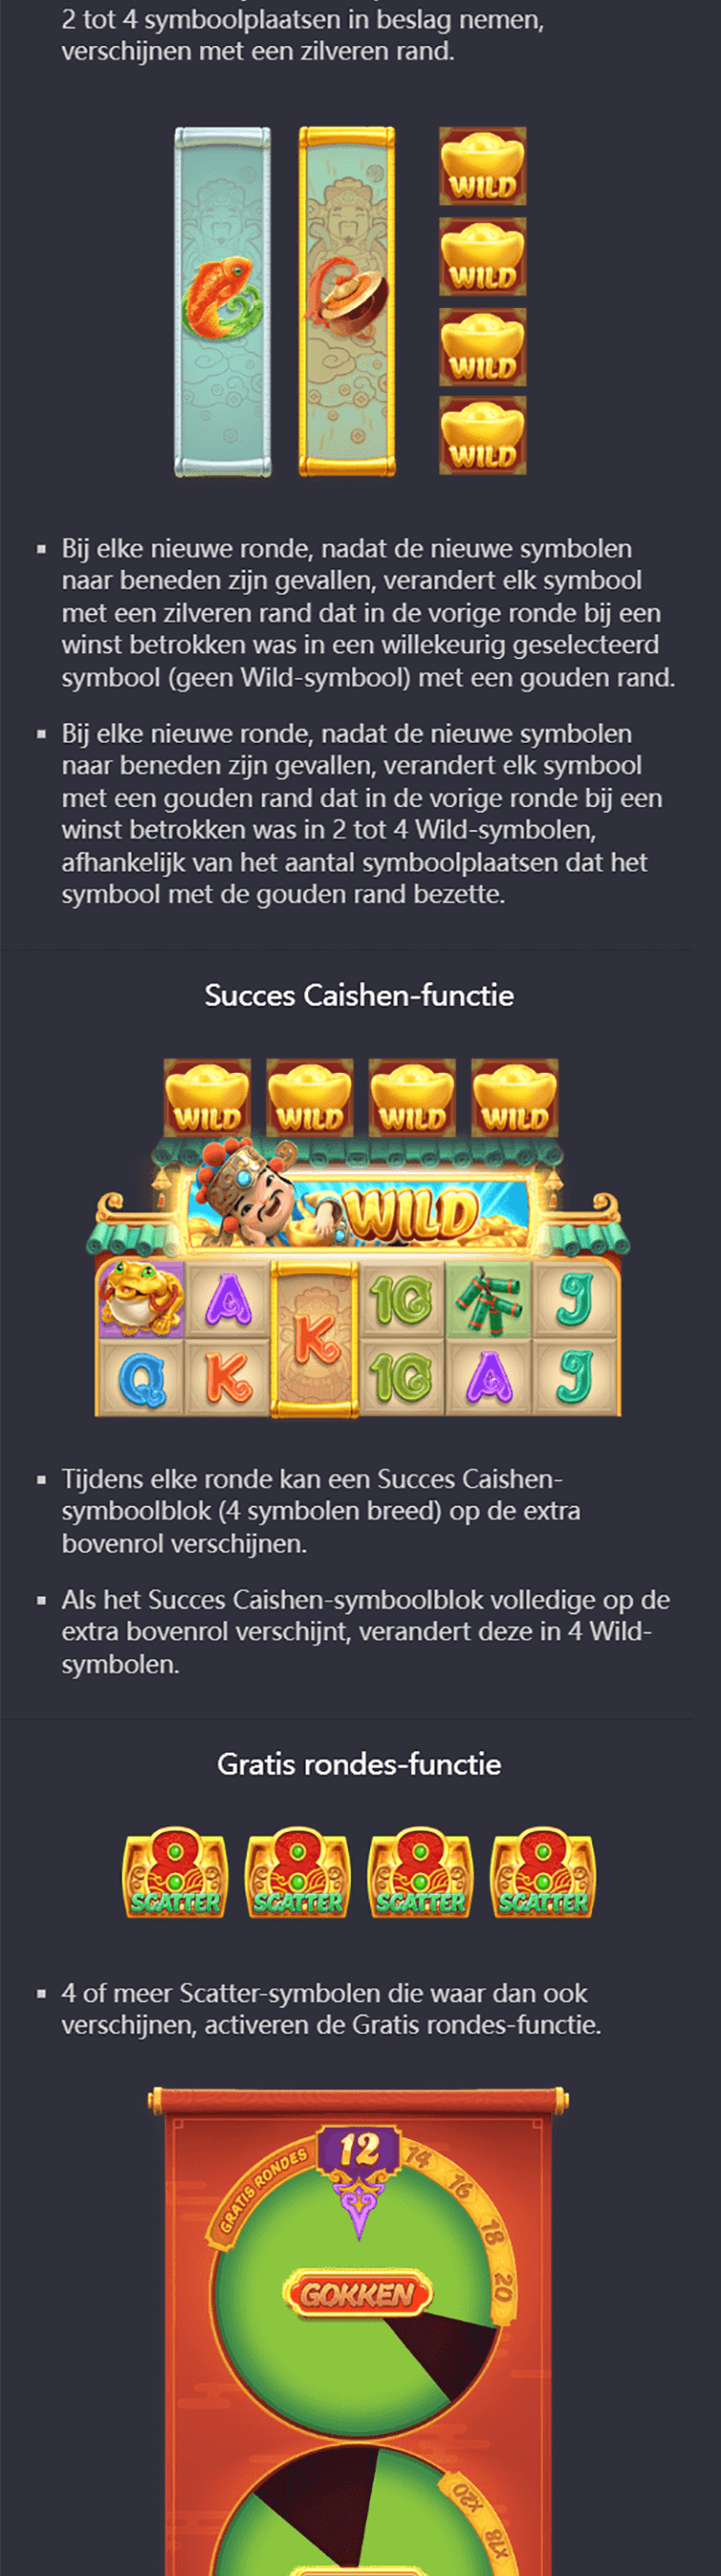 2 tot 4 symboolplaatsen in beslag nemen,
verschijnen met een zilveren rand.
WILD
WILD
WILD
WILD
▪ Bij elke nieuwe ronde, nadat de nieuwe symbolen
naar beneden zijn gevallen, verandert elk symbool
met een zilveren rand dat in de vorige ronde bij een
winst betrokken was in een willekeurig geselecteerd
symbool (geen Wild-symbool) met een gouden rand.
▪ Bij elke nieuwe ronde, nadat de nieuwe symbolen
naar beneden zijn gevallen, verandert elk symbool
met een gouden rand dat in de vorige ronde bij een
winst betrokken was in 2 tot 4 Wild-symbolen,
afhankelijk van het aantal symboolplaatsen dat het
symbool met de gouden rand bezette.
Succes Caishen-functie
WILD WILD WILD WILD
WILD
A K 10 J
Q K 10 A J
▪ Tijdens elke ronde kan een Succes Caishen-
symboolblok (4 symbolen breed) op de extra
bovenrol verschijnen.
▪ Als het Succes Caishen-symboolblok volledige op de
extra bovenrol verschijnt, verandert deze in 4 Wild-
symbolen.
Gratis rondes-functie
8 8 8 8
SCATTER SCATTER SCATTER SCATTER
▪ 4 of meer Scatter-symbolen die waar dan ook
verschijnen, activeren de Gratis rondes-functie.
GRATIS RONDES 12 14 16 18 20
GOKKEN
x20
x18